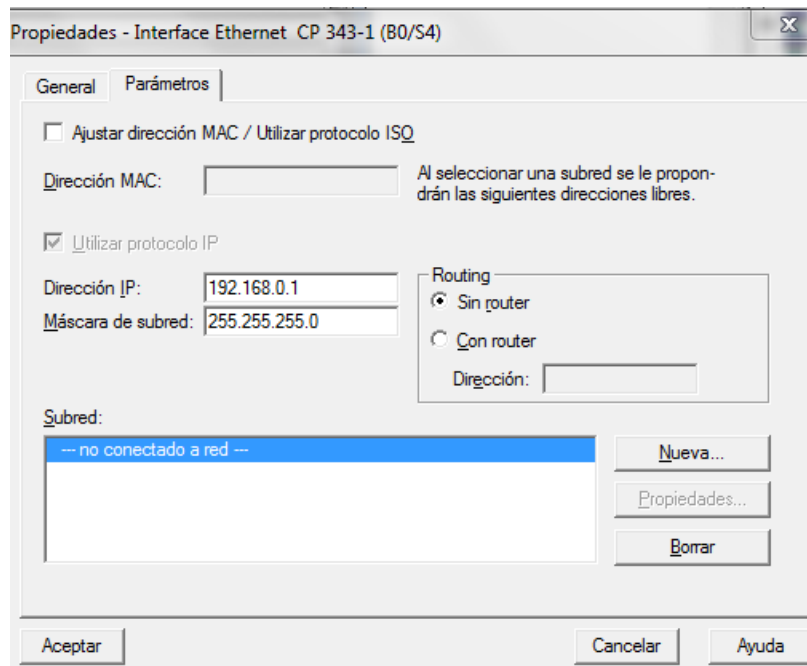 Propiedades - Interface Ethernet CP 343-1 (B0/S4)
General
Parámetros
Ajustar dirección MAC / Utilizar protocolo ISO
Dirección MAC:
Al seleccionar una subred se le propon-
drán las siguientes direcciones libres.
Utilizar protocolo IP
Dirección IP:
192.168.0.1
Máscara de subred:
255.255.255.0
Routing
Sin router
Con router
Dirección:
Subred:
--- no conectado a red ---
Nueva...
Propiedades...
Borrar
Aceptar
Cancelar
Ayuda